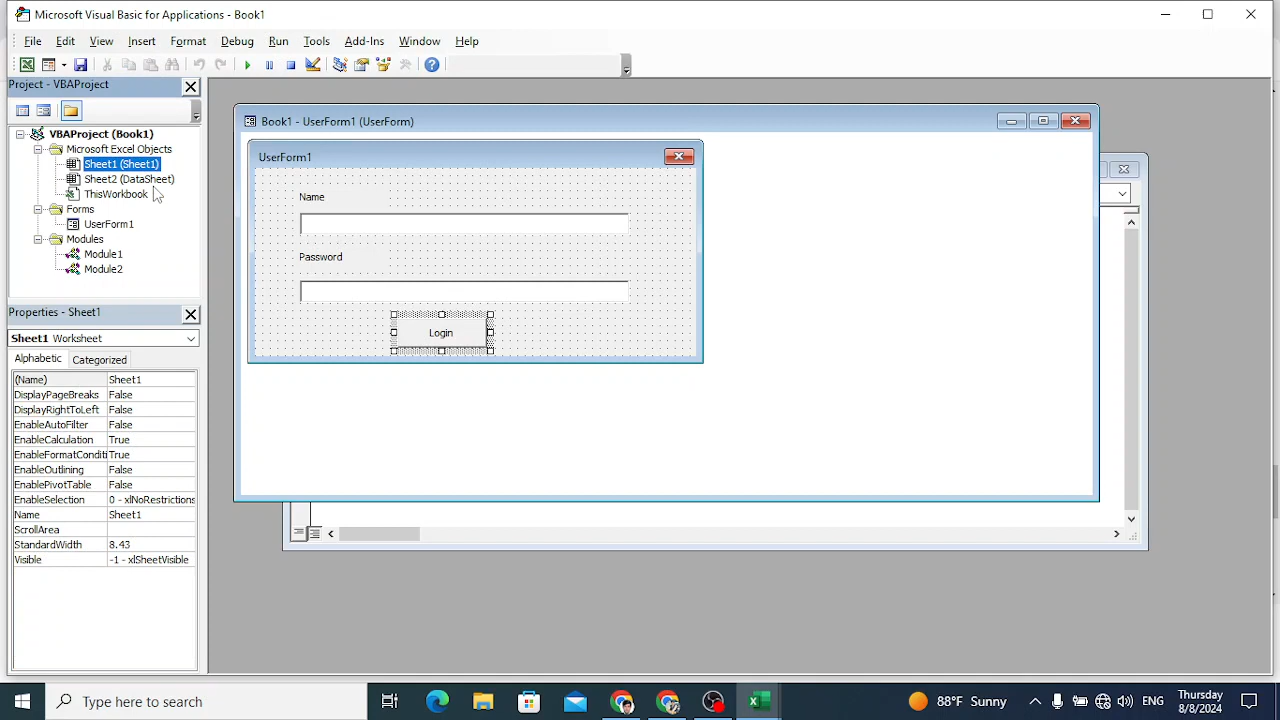 Microsoft Visual Basic for Applications - Book1
File Edit View Insert Format Debug Run Tools Add-Ins Window Help
Project - VBAProject
VBAProject (Book1)
Microsoft Excel Objects
Sheet1 (Sheet1)
Sheet2 (DataSheet)
ThisWorkbook
Forms
UserForm1
Modules
Module1
Module2
Properties - Sheet1
Sheet1 Worksheet
Alphabetic Categorized
(Name) Sheet1
DisplayPageBreaks False
DisplayRightToLeft False
EnableAutoFilter False
EnableCalculation True
EnableFormatConditi True
EnableOutlining False
EnablePivotTable False
EnableSelection 0 - xlNoRestrictions
Name Sheet1
ScrollArea
StandardWidth 8.43
Visible -1 - xlSheetVisible
Book1 - UserForm1 (UserForm)
UserForm1
Name
Password
Login
Type here to search
88°F Sunny
ENG
Thursday
8/8/2024